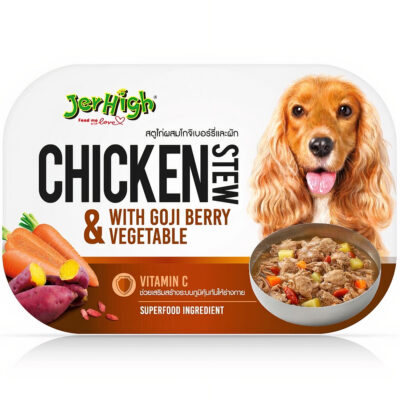 JerHigh
Feed me with love
สตูไก่ผสมโกจิเบอร์รี่และผัก
CHICKEN STEW
& WITH GOJI BERRY
VEGETABLE
VITAMIN C
ช่วยเสริมสร้างระบบภูมิคุ้มกันให้ร่างกาย
SUPERFOOD INGREDIENT